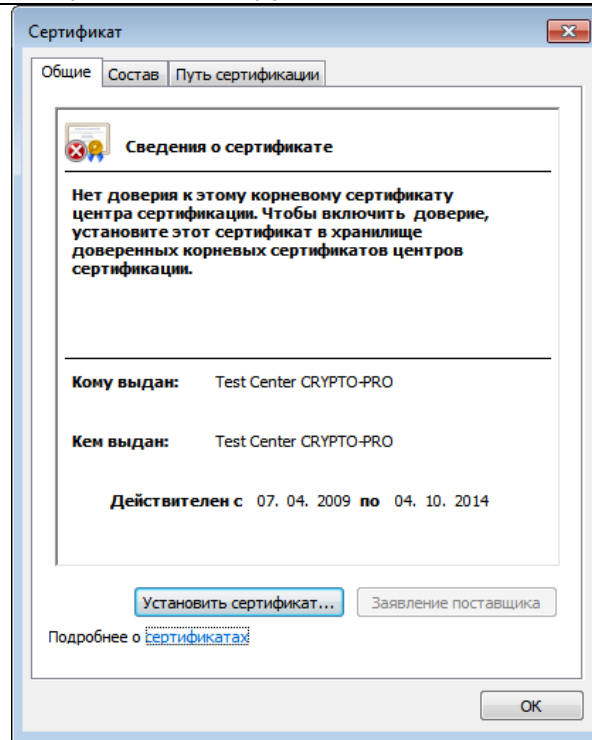 Сертификат
Общие Состав Путь сертификации
Сведения о сертификате
Нет доверия к этому корневому сертификату
центра сертификации. Чтобы включить доверие,
установите этот сертификат в хранилище
доверенных корневых сертификатов центров
сертификации.
Кому выдан: Test Center CRYPTO-PRO
Кем выдан: Test Center CRYPTO-PRO
Действителен с 07. 04. 2009 по 04. 10. 2014
Установить сертификат... Заявление поставщика
Подробнее о сертификатах
ОК